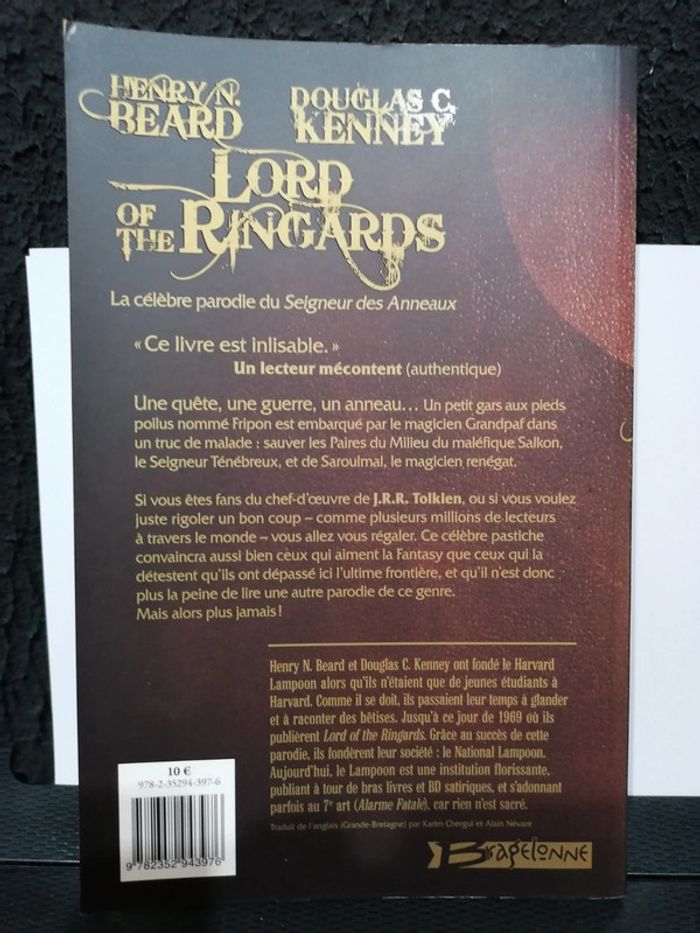 HENRY N.
BEARD
DOUGLAS C.
KENNEY
LORD
OF THE RINGARDS
La célèbre parodie du Seigneur des Anneaux
« Ce livre est inlisable. »
Un lecteur mécontent (authentique)
Une quête, une guerre, un anneau... Un petit gars aux pieds
poilus nommé Fripon est embarqué par le magicien Grandpaf dans
un truc de malade : sauver les Paires du Milieu du maléfique Salkon,
le Seigneur Ténébreux, et de Saroulmal, le magicien renégat.
Si vous êtes fans du chef-d'œuvre de J.R.R. Tolkien, ou si vous voulez
juste rigoler un bon coup – comme plusieurs millions de lecteurs
à travers le monde – vous allez vous régaler. Ce célèbre pastiche
convaincra aussi bien ceux qui aiment la Fantasy que ceux qui la
détestent qu'ils ont dépassé ici l'ultime frontière, et qu'il n'est donc
plus la peine de lire une autre parodie de ce genre.
Mais alors plus jamais !
Henry N. Beard et Douglas C. Kenney ont fondé le Harvard
Lampoon alors qu'ils n'étaient que de jeunes étudiants à
Harvard. Comme il se doit, ils passaient leur temps à glander
et à raconter des bêtises. Jusqu'à ce jour de 1969 où ils
publièrent Lord of the Ringards. Grâce au succès de cette
parodie, ils fondèrent leur société : le National Lampoon.
Aujourd'hui, le Lampoon est une institution florissante,
publiant à tour de bras livres et BD satiriques, et s'adonnant
parfois au 7e art (Alarme Fatale), car rien n'est sacré.
Traduit de l'anglais (Grande-Bretagne) par Karim Chergui et Alain Névant
10 €
978-2-35294-397-6
9 782352 943976
BRAGELONNE